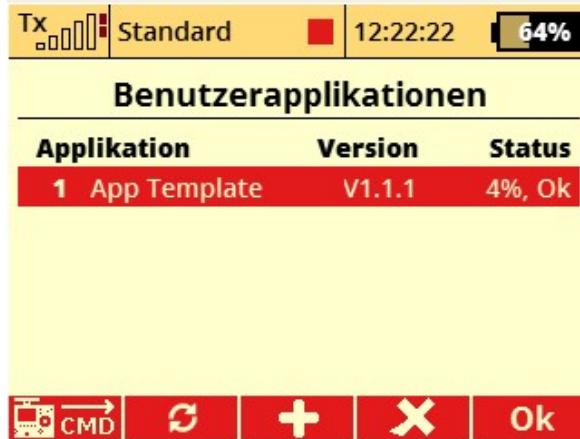 Tx Standard 12:22:22 64%
Benutzerapplikationen
Applikation Version Status
1 App Template V1.1.1 4%, Ok
CMD Ok